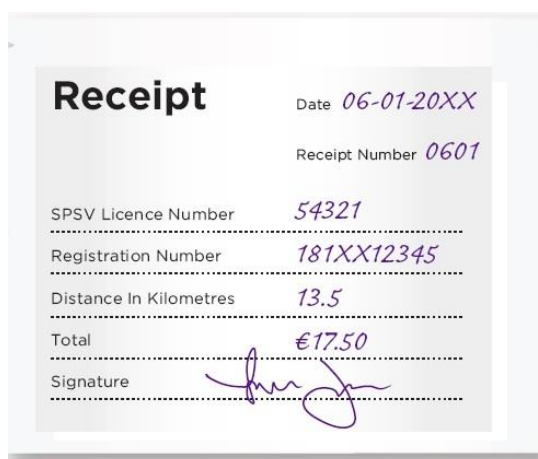 Receipt
Date 06-01-20XX
Receipt Number 0601
SPSV Licence Number 54321
Registration Number 181XX12345
Distance In Kilometres 13.5
Total €17.50
Signature